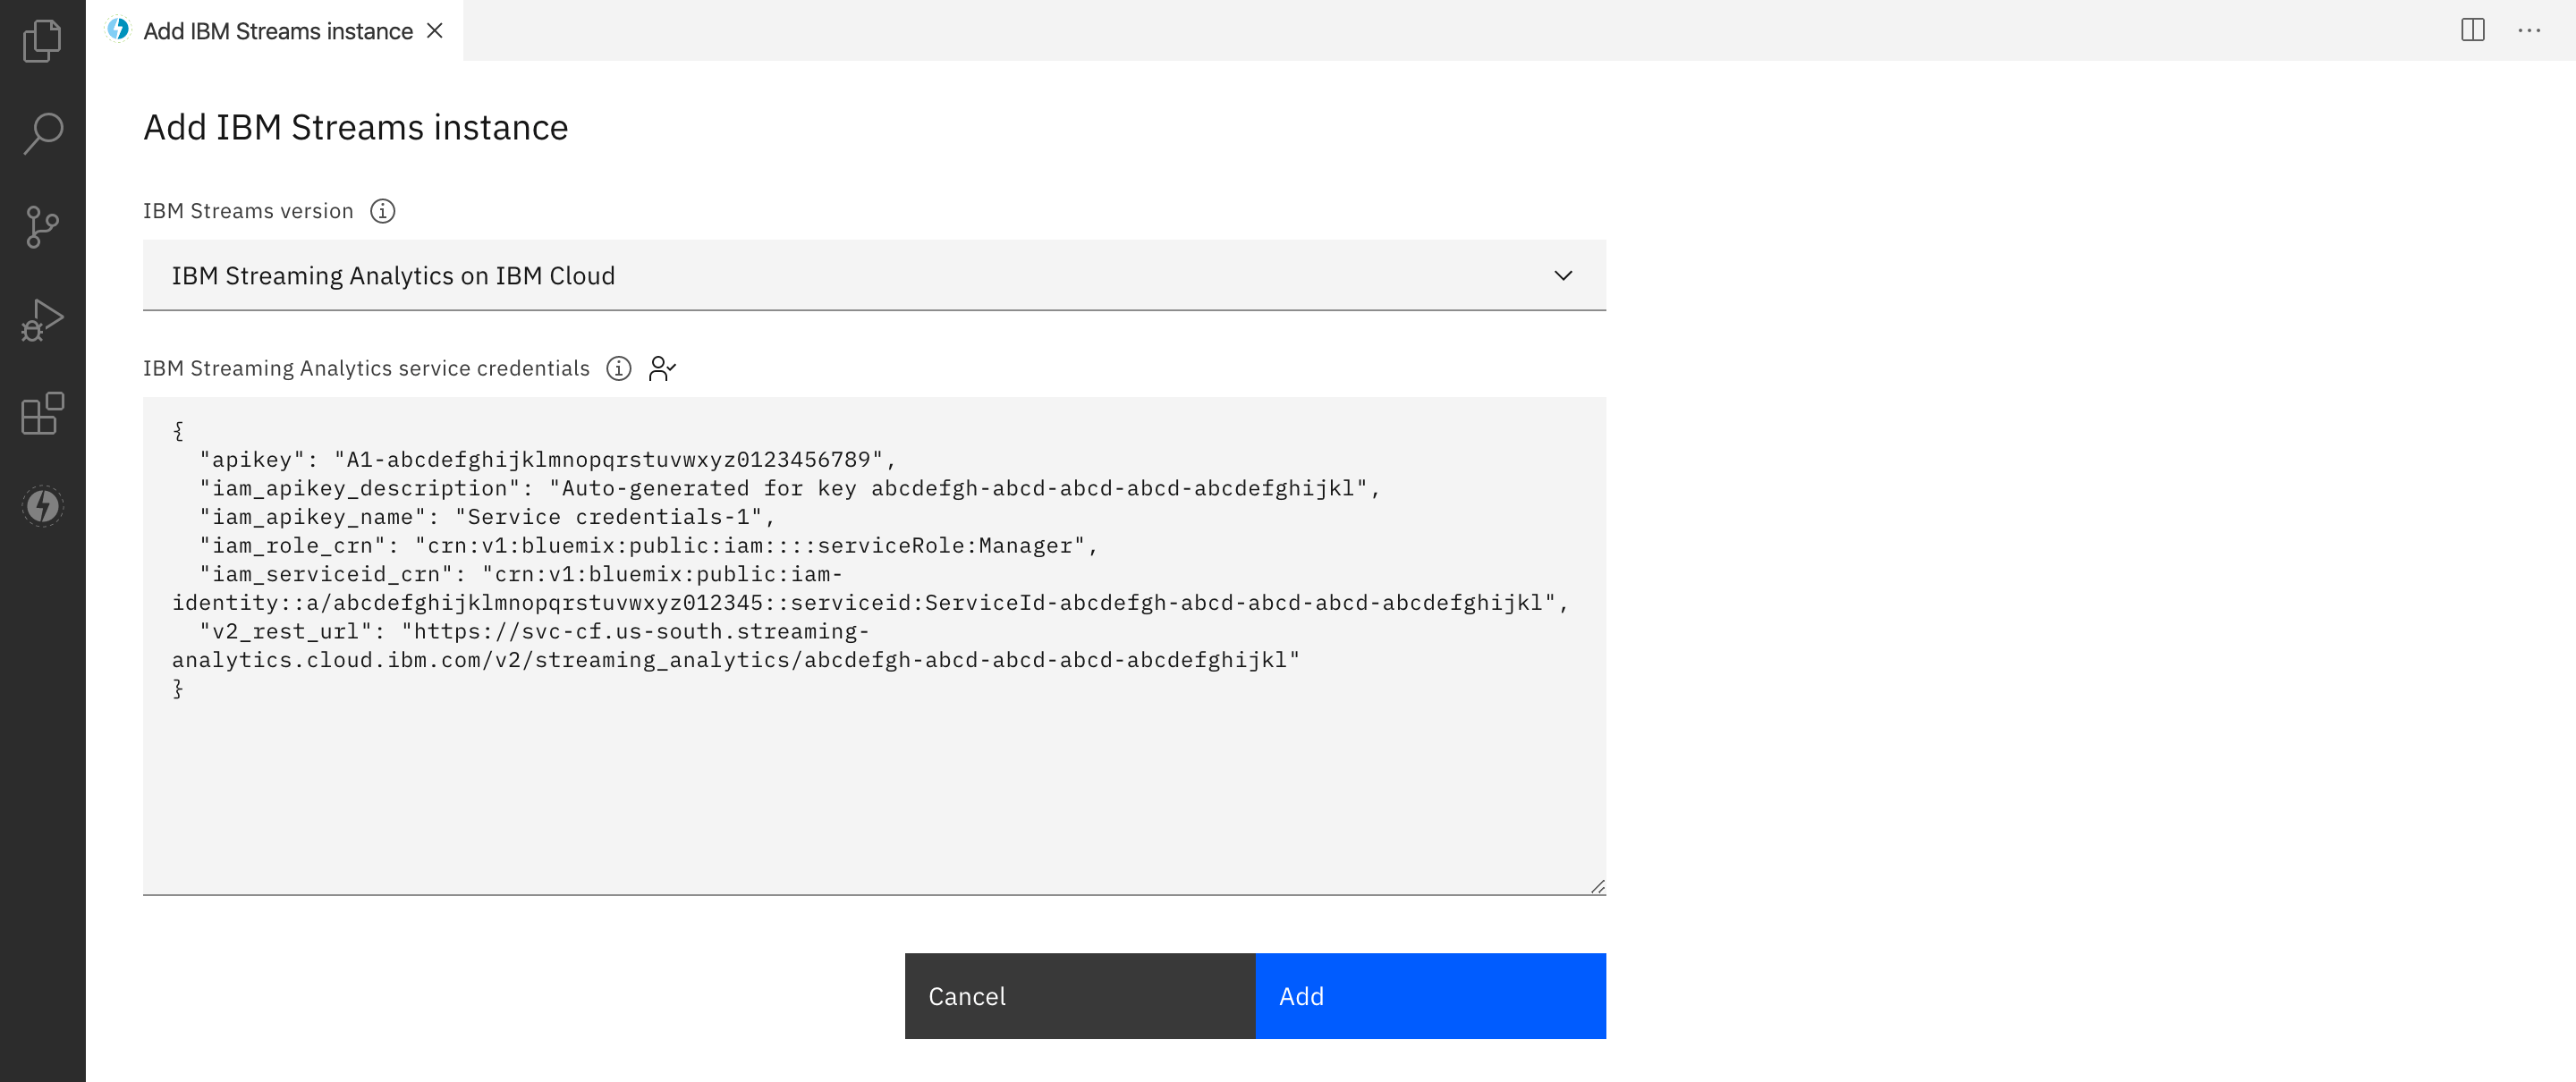 Add IBM Streams instance
Add IBM Streams instance
IBM Streams version
IBM Streaming Analytics on IBM Cloud
IBM Streaming Analytics service credentials
{
  "apikey": "A1-abcdefghijklmnopqrstuvwxyz0123456789",
  "iam_apikey_description": "Auto-generated for key abcdefgh-abcd-abcd-abcd-abcdefghijkl",
  "iam_apikey_name": "Service credentials-1",
  "iam_role_crn": "crn:v1:bluemix:public:iam::::serviceRole:Manager",
  "iam_serviceid_crn": "crn:v1:bluemix:public:iam-
identity::a/abcdefghijklmnopqrstuvwxyz012345::serviceid:ServiceId-abcdefgh-abcd-abcd-abcd-abcdefghijkl",
  "v2_rest_url": "https://svc-cf.us-south.streaming-
analytics.cloud.ibm.com/v2/streaming_analytics/abcdefgh-abcd-abcd-abcd-abcdefghijkl"
}
Cancel
Add